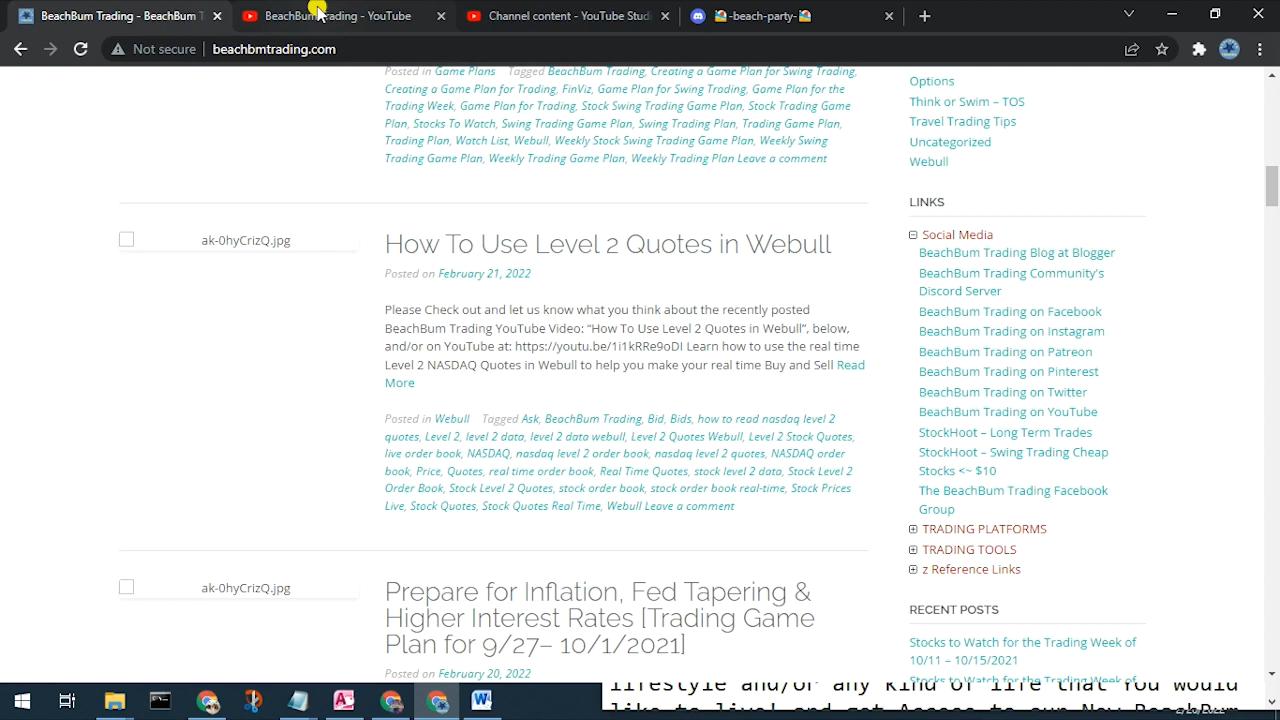 BeachBum Trading - BeachBum T
BeachBum Trading - YouTube
Channel content - YouTube Stud
-beach-party-
Not secure
beachbmtrading.com
Posted in Game Plans Tagged BeachBum Trading, Creating a Game Plan for Swing Trading,
Creating a Game Plan for Trading, FinViz, Game Plan for Swing Trading, Game Plan for the
Trading Week, Game Plan for Trading, Stock Swing Trading Game Plan, Stock Trading Game
Plan, Stocks To Watch, Swing Trading Game Plan, Swing Trading Plan, Trading Game Plan,
Trading Plan, Watch List, Webull, Weekly Stock Swing Trading Game Plan, Weekly Swing
Trading Game Plan, Weekly Trading Game Plan, Weekly Trading Plan Leave a comment
ak-0hyCrizQ.jpg
How To Use Level 2 Quotes in Webull
Posted on February 21, 2022
Please Check out and let us know what you think about the recently posted
BeachBum Trading YouTube Video: “How To Use Level 2 Quotes in Webull”, below,
and/or on YouTube at: https://youtu.be/1i1kRRe9oDI Learn how to use the real time
Level 2 NASDAQ Quotes in Webull to help you make your real time Buy and Sell Read
More
Posted in Webull Tagged Ask, BeachBum Trading, Bid, Bids, how to read nasdaq level 2
quotes, Level 2, level 2 data, level 2 data webull, Level 2 Quotes Webull, Level 2 Stock Quotes,
live order book, NASDAQ, nasdaq level 2 order book, nasdaq level 2 quotes, NASDAQ order
book, Price, Quotes, real time order book, Real Time Quotes, stock level 2 data, Stock Level 2
Order Book, Stock Level 2 Quotes, stock order book, stock order book real-time, Stock Prices
Live, Stock Quotes, Stock Quotes Real Time, Webull Leave a comment
ak-0hyCrizQ.jpg
Prepare for Inflation, Fed Tapering &
Higher Interest Rates [Trading Game
Plan for 9/27– 10/1/2021]
Posted on February 20, 2022
Options
Think or Swim – TOS
Travel Trading Tips
Uncategorized
Webull
LINKS
Social Media
BeachBum Trading Blog at Blogger
BeachBum Trading Community's
Discord Server
BeachBum Trading on Facebook
BeachBum Trading on Instagram
BeachBum Trading on Patreon
BeachBum Trading on Pinterest
BeachBum Trading on Twitter
BeachBum Trading on YouTube
StockHoot – Long Term Trades
StockHoot – Swing Trading Cheap
Stocks <~ $10
The BeachBum Trading Facebook
Group
TRADING PLATFORMS
TRADING TOOLS
z Reference Links
RECENT POSTS
Stocks to Watch for the Trading Week of
10/11 – 10/15/2021
Stocks to Watch for the Trading Week of
lifestyle and/or any kind of life that You would
like to live! and get Access to our New BeachBum